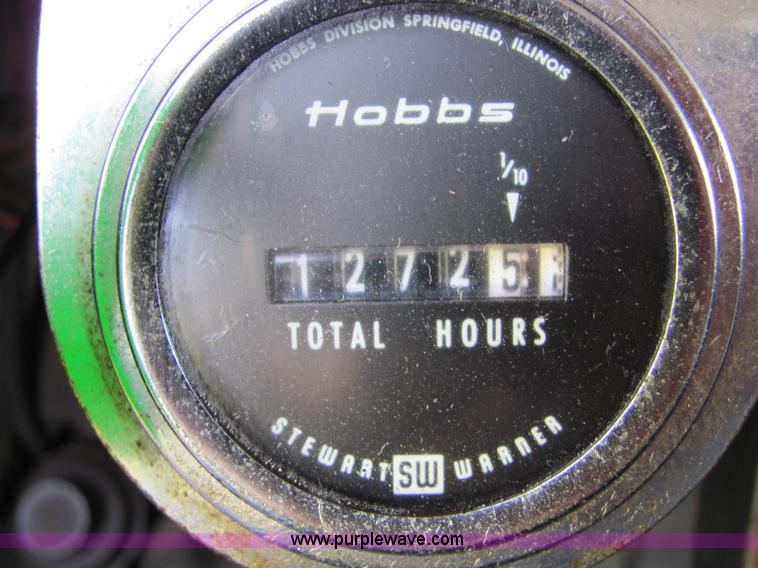 HOBBS DIVISION SPRINGFIELD, ILLINOIS
Hobbs
1/10
1 2 7 2 5
TOTAL HOURS
STEWART SW WARNER
www.purplewave.com